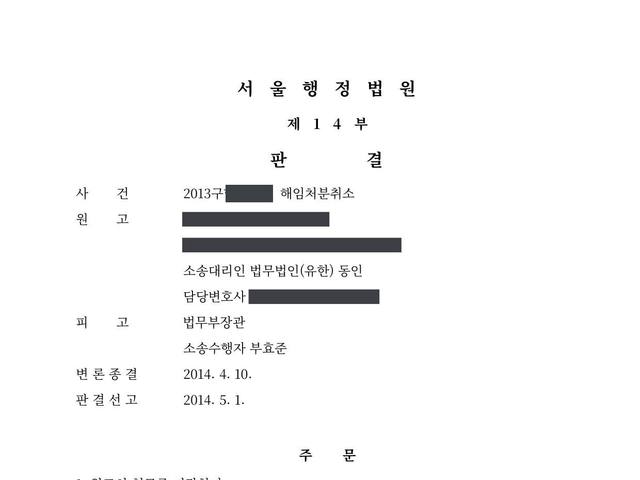 서 울 행 정 법 원
제 1 4 부
판 결
사 건 2013구 해임처분취소
원 고
소송대리인 법무법인(유한) 동인
담당변호사
피 고 법무부장관
소송수행자 부효준
변 론 종 결 2014. 4. 10.
판 결 선 고 2014. 5. 1.
주 문